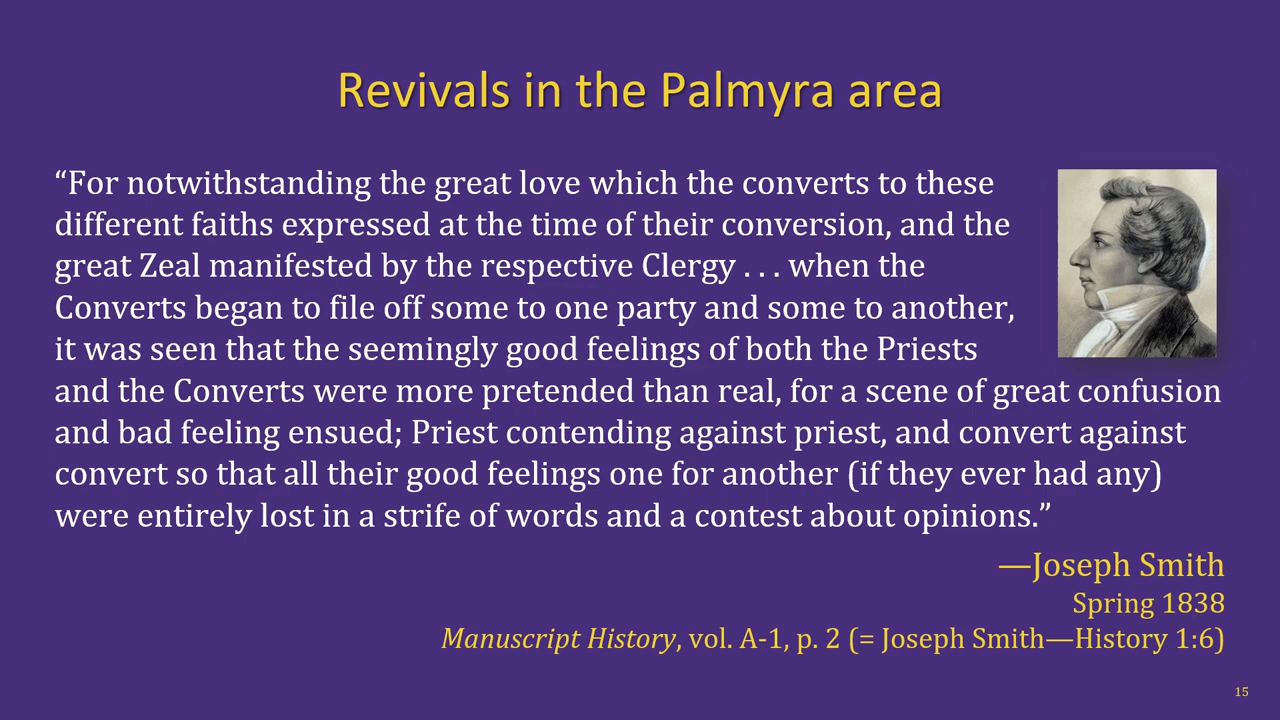 Revivals in the Palmyra area
“For notwithstanding the great love which the converts to these
different faiths expressed at the time of their conversion, and the
great Zeal manifested by the respective Clergy . . . when the
Converts began to file off some to one party and some to another,
it was seen that the seemingly good feelings of both the Priests
and the Converts were more pretended than real, for a scene of great confusion
and bad feeling ensued; Priest contending against priest, and convert against
convert so that all their good feelings one for another (if they ever had any)
were entirely lost in a strife of words and a contest about opinions.”
—Joseph Smith
Spring 1838
Manuscript History, vol. A-1, p. 2 (= Joseph Smith—History 1:6)
15